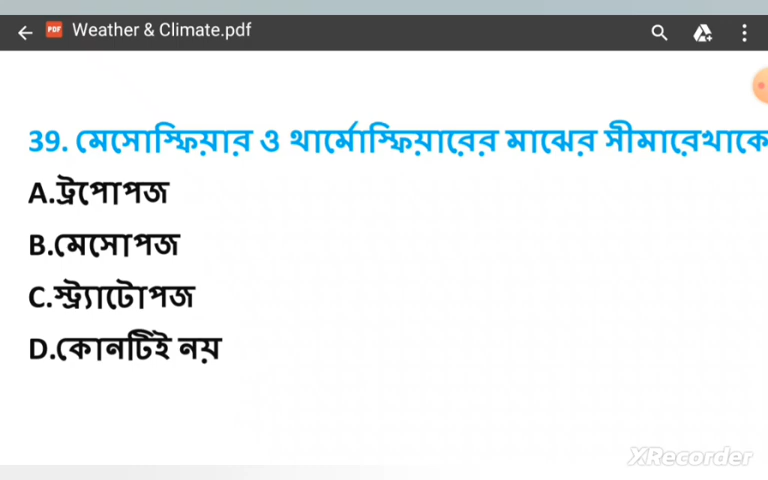 Weather & Climate.pdf
39. মেসোস্ফিয়ার ও থার্মোস্ফিয়ারের মাঝের সীমারেখাকে
A.ট্রপোপজ
B.মেসোপজ
C.স্ট্র্যাটোপজ
D.কোনটিই নয়
XRecorder